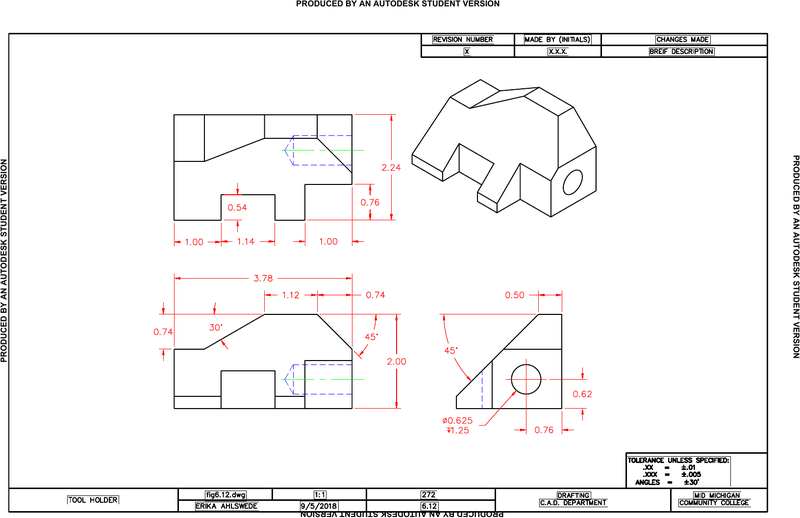 PRODUCED BY AN AUTODESK STUDENT VERSION
REVISION NUMBER MADE BY (INITIALS) CHANGES MADE
X X.X.X. BREIF DESCRIPTION
PRODUCED BY AN AUTODESK STUDENT VERSION
PRODUCED BY AN AUTODESK STUDENT VERSION
2.24
0.76
0.54
1.00 1.14 1.00
3.78
1.12 0.74
0.50
0.74
30°
45°
45°
2.00
0.62
Ø0.625
↧1.25
0.76
TOLERANCE UNLESS SPECIFIED:
.XX = ±.01
.XXX = ±.005
ANGLES = ±30'
TOOL HOLDER
fig6.12.dwg 1:1 272
ERIKA AHLSWEDE 9/5/2018 6.12
DRAFTING
C.A.D. DEPARTMENT
MID MICHIGAN
COMMUNITY COLLEGE
PRODUCED BY AN AUTODESK STUDENT VERSION